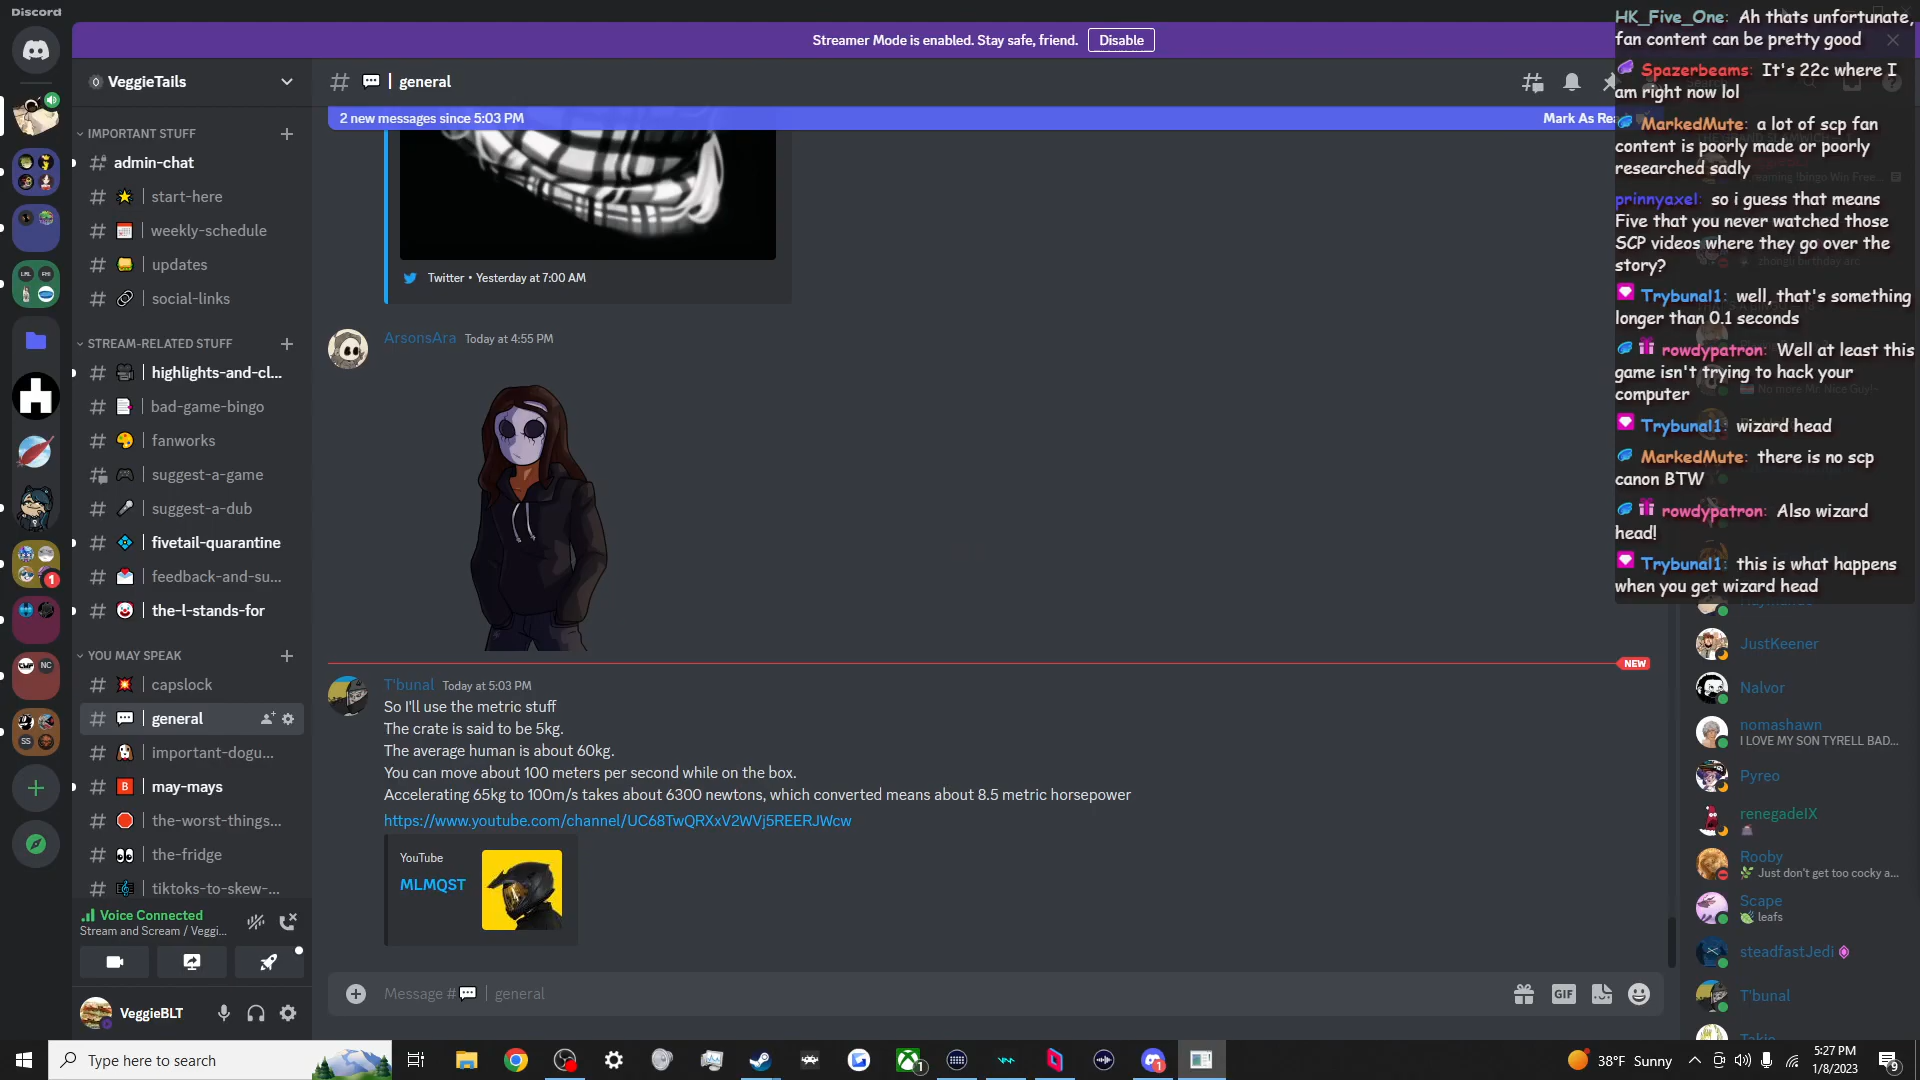 Discord
Streamer Mode is enabled. Stay safe, friend.
Disable
VeggieTails
IMPORTANT STUFF
admin-chat
start-here
weekly-schedule
updates
social-links
STREAM-RELATED STUFF
highlights-and-cl...
bad-game-bingo
fanworks
suggest-a-game
suggest-a-dub
fivetail-quarantine
feedback-and-su...
the-l-stands-for
YOU MAY SPEAK
capslock
general
important-dogu...
may-mays
the-worst-things...
the-fridge
tiktoks-to-skew-...
Voice Connected
Stream and Scream / Veggi...
VeggieBLT
general
2 new messages since 5:03 PM
Mark As Rea
Twitter • Yesterday at 7:00 AM
ArsonsAra Today at 4:55 PM
NEW
T'bunal Today at 5:03 PM
So I'll use the metric stuff
The crate is said to be 5kg.
The average human is about 60kg.
You can move about 100 meters per second while on the box.
Accelerating 65kg to 100m/s takes about 6300 newtons, which converted means about 8.5 metric horsepower
https://www.youtube.com/channel/UC68TwQRXxV2WVj5REERJWcw
YouTube
MLMQST
Message # general
GIF
HK_Five_One: Ah thats unfortunate,
fan content can be pretty good
Spazerbeams: It's 22c where I
am right now lol
MarkedMute: a lot of scp fan
content is poorly made or poorly
researched sadly
prinnyaxel: so i guess that means
Five that you never watched those
SCP videos where they go over the
story?
Trybunal1: well, that's something
longer than 0.1 seconds
rowdypatron: Well at least this
game isn't trying to hack your
computer
Trybunal1: wizard head
MarkedMute: there is no scp
canon BTW
rowdypatron: Also wizard
head!
Trybunal1: this is what happens
when you get wizard head
JustKeener
Nalvor
nomashawn
I LOVE MY SON TYRELL BAD...
Pyreo
renegadeIX
Rooby
Just don't get too cocky a...
Scape
leafs
steadfastJedi
T'bunal
Type here to search
38°F Sunny
5:27 PM
1/8/2023